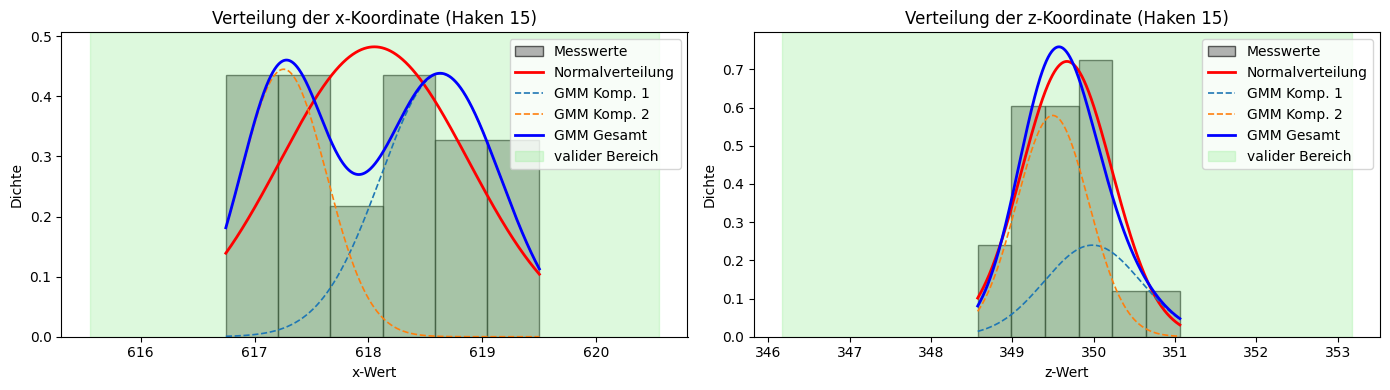 Verteilung der x-Koordinate (Haken 15)
Dichte
0.5
0.4
0.3
0.2
0.1
0.0
Messwerte
Normalverteilung
GMM Komp. 1
GMM Komp. 2
GMM Gesamt
valider Bereich
616
617
618
619
620
x-Wert
Verteilung der z-Koordinate (Haken 15)
Dichte
0.7
0.6
0.5
0.4
0.3
0.2
0.1
0.0
Messwerte
Normalverteilung
GMM Komp. 1
GMM Komp. 2
GMM Gesamt
valider Bereich
346
347
348
349
350
351
352
353
z-Wert